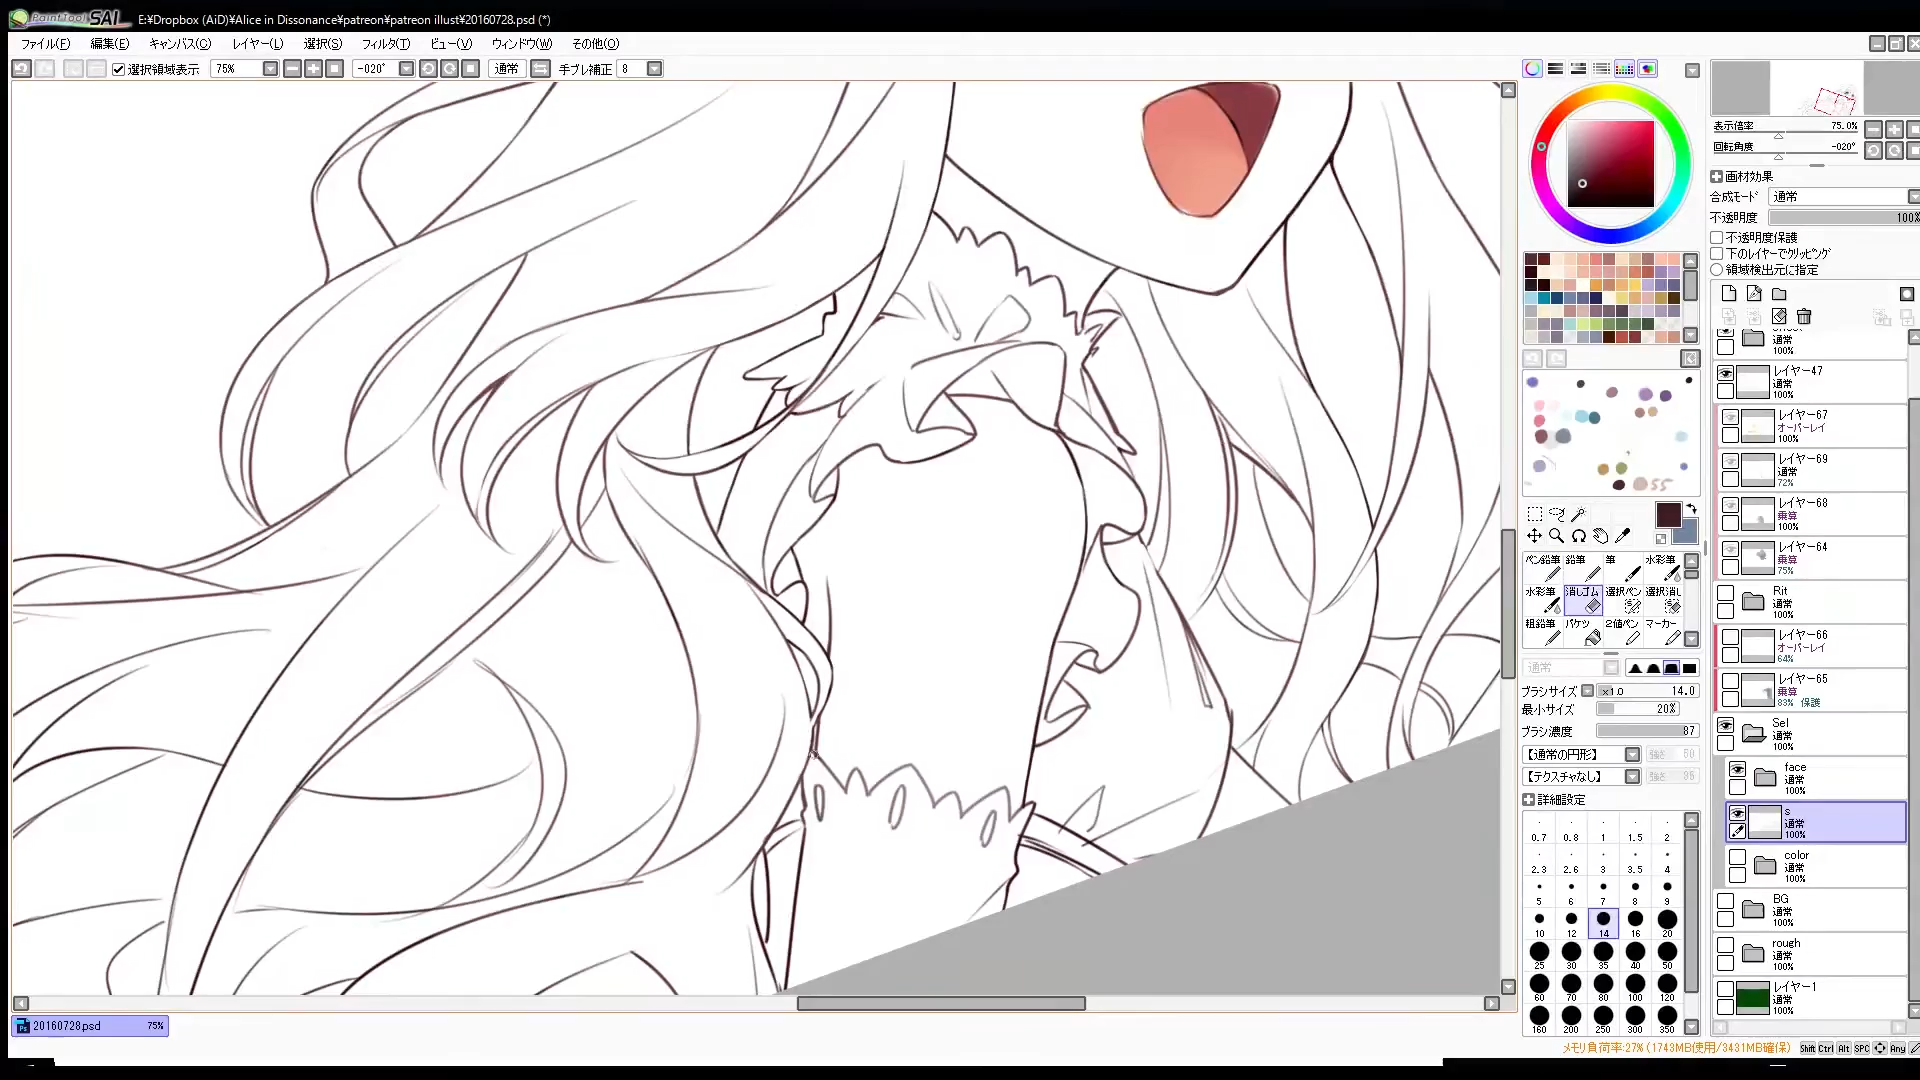 PaintTool SAI E:¥Dropbox (AiD)¥Alice in Dissonance¥patreon¥patreon illust¥20160728.psd (*)
ファイル(F) 編集(E) キャンバス(C) レイヤー(L) 選択(S) フィルタ(T) ビュー(V) ウィンドウ(W) その他(O)
選択領域表示 75% -020° 通常 手ブレ補正 8
表示倍率 75.0%
回転角度 -020°
画材効果
合成モード 通常
不透明度 100%
不透明度保護
下のレイヤーでクリッピング
領域検出元に指定
通常
100%
レイヤー47
通常
100%
レイヤー67
オーバーレイ
100%
レイヤー69
通常
72%
レイヤー68
乗算
100%
レイヤー64
乗算
75%
Rit
通常
100%
レイヤー66
オーバーレイ
64%
レイヤー65
乗算
83% 保護
Sel
通常
100%
face
通常
100%
s
通常
100%
color
通常
100%
BG
通常
100%
rough
通常
100%
レイヤー1
通常
100%
ペン鉛筆 鉛筆 筆 水彩筆
水彩筆 消しゴム 選択ペン 選択消し
粗鉛筆 バケツ 2値ペン マーカー
通常
ブラシサイズ x1.0 14.0
最小サイズ 20%
ブラシ濃度 87
【通常の円形】 強さ 50
【テクスチャなし】 強さ 95
詳細設定
0.7 0.8 1 1.5 2
2.3 2.6 3 3.5 4
5 6 7 8 9
10 12 14 16 20
25 30 35 40 50
60 70 80 100 120
160 200 250 300 350
20160728.psd 75%
メモリ負荷率:27% (1743MB使用/3431MB確保) Shift Ctrl Alt SPC Any